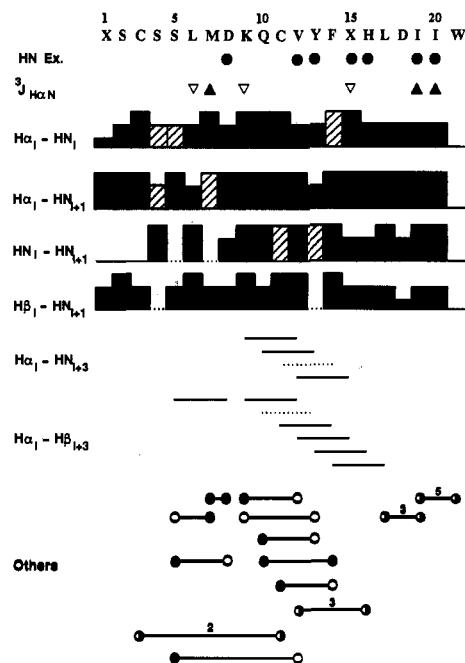 1 5 10 15 20
X S C S S L M D K Q C V Y F X H L D I I W
HN Ex.
³J HαN
Hα I – HN I
Hα I – HN I+1
HN I – HN I+1
Hβ I – HN I+1
Hα I – HN I+3
Hα I – Hβ I+3
5
3
Others
3
2